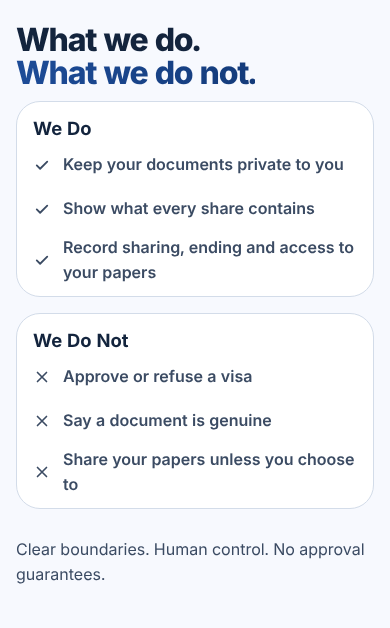 What we do.
What we do not.
We Do
Keep your documents private to you
Show what every share contains
Record sharing, ending and access to
your papers
We Do Not
Approve or refuse a visa
Say a document is genuine
Share your papers unless you choose
to
Clear boundaries. Human control. No approval
guarantees.